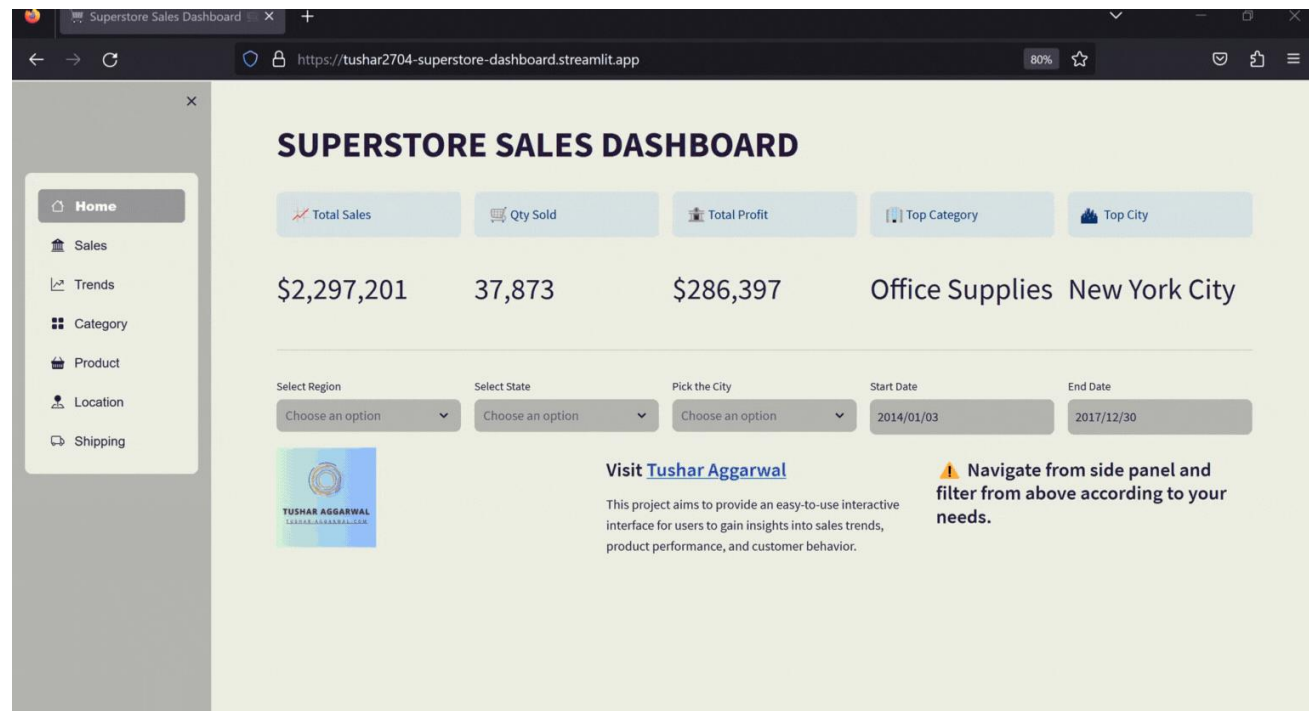 Superstore Sales Dashboard
https://tushar2704-superstore-dashboard.streamlit.app
80%
Home
Sales
Trends
Category
Product
Location
Shipping
SUPERSTORE SALES DASHBOARD
Total Sales
Qty Sold
Total Profit
Top Category
Top City
$2,297,201
37,873
$286,397
Office Supplies
New York City
Select Region
Select State
Pick the City
Start Date
End Date
Choose an option
Choose an option
Choose an option
2014/01/03
2017/12/30
TUSHAR AGGARWAL
Visit Tushar Aggarwal
This project aims to provide an easy-to-use interactive
interface for users to gain insights into sales trends,
product performance, and customer behavior.
Navigate from side panel and
filter from above according to your
needs.